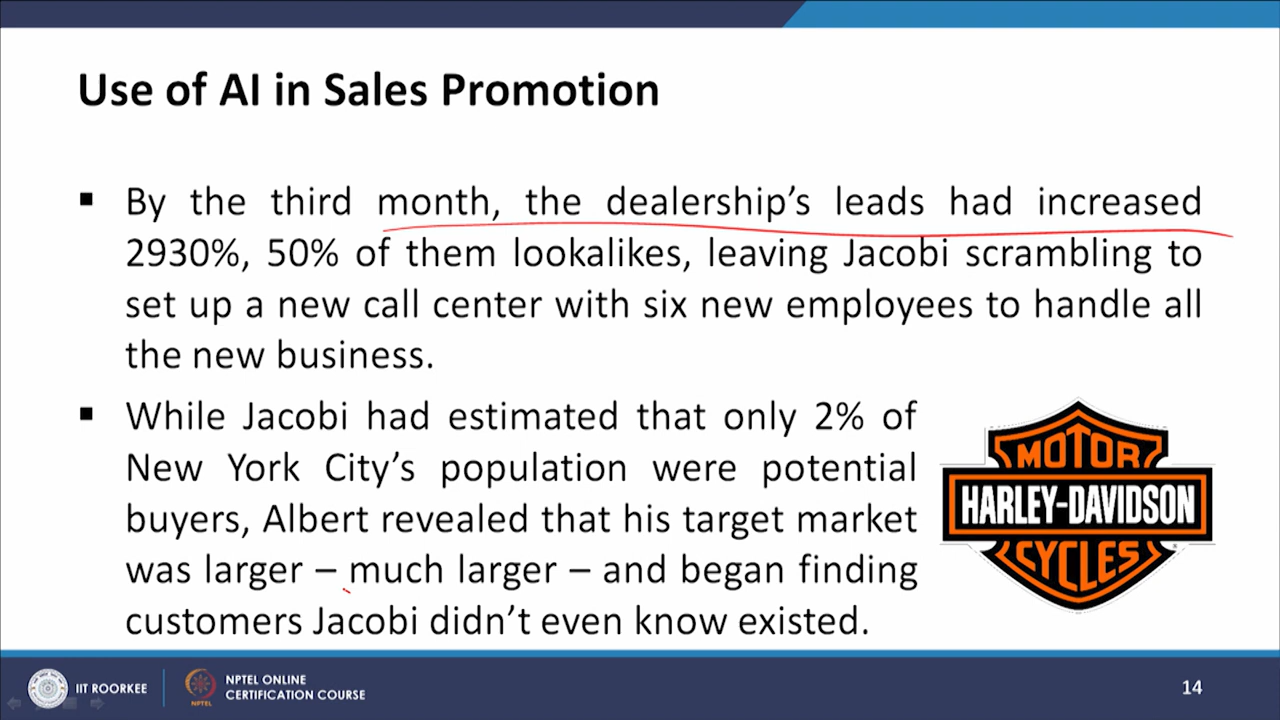 Use of AI in Sales Promotion
▪ By the third month, the dealership’s leads had increased
2930%, 50% of them lookalikes, leaving Jacobi scrambling to
set up a new call center with six new employees to handle all
the new business.
▪ While Jacobi had estimated that only 2% of
New York City’s population were potential
buyers, Albert revealed that his target market
was larger – much larger – and began finding
customers Jacobi didn’t even know existed.
MOTOR
HARLEY-DAVIDSON
CYCLES
IIT ROORKEE
NPTEL
NPTEL ONLINE
CERTIFICATION COURSE
14